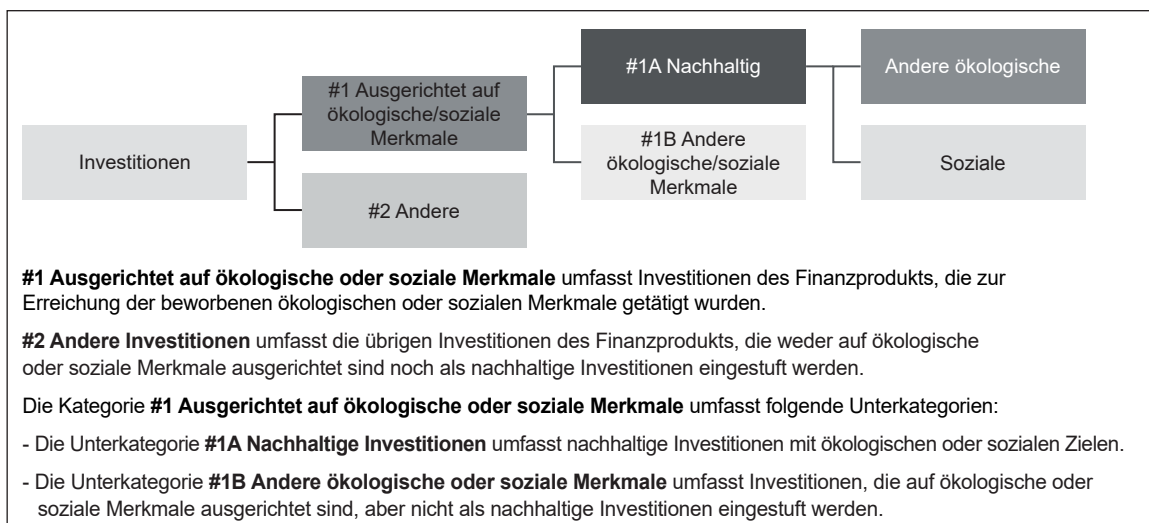 Investitionen
#1 Ausgerichtet auf
ökologische/soziale
Merkmale
#2 Andere
#1A Nachhaltig
#1B Andere
ökologische/soziale
Merkmale
Andere ökologische
Soziale
#1 Ausgerichtet auf ökologische oder soziale Merkmale umfasst Investitionen des Finanzprodukts, die zur
Erreichung der beworbenen ökologischen oder sozialen Merkmale getätigt wurden.
#2 Andere Investitionen umfasst die übrigen Investitionen des Finanzprodukts, die weder auf ökologische
oder soziale Merkmale ausgerichtet sind noch als nachhaltige Investitionen eingestuft werden.
Die Kategorie #1 Ausgerichtet auf ökologische oder soziale Merkmale umfasst folgende Unterkategorien:
- Die Unterkategorie #1A Nachhaltige Investitionen umfasst nachhaltige Investitionen mit ökologischen oder sozialen Zielen.
- Die Unterkategorie #1B Andere ökologische oder soziale Merkmale umfasst Investitionen, die auf ökologische oder
soziale Merkmale ausgerichtet sind, aber nicht als nachhaltige Investitionen eingestuft werden.